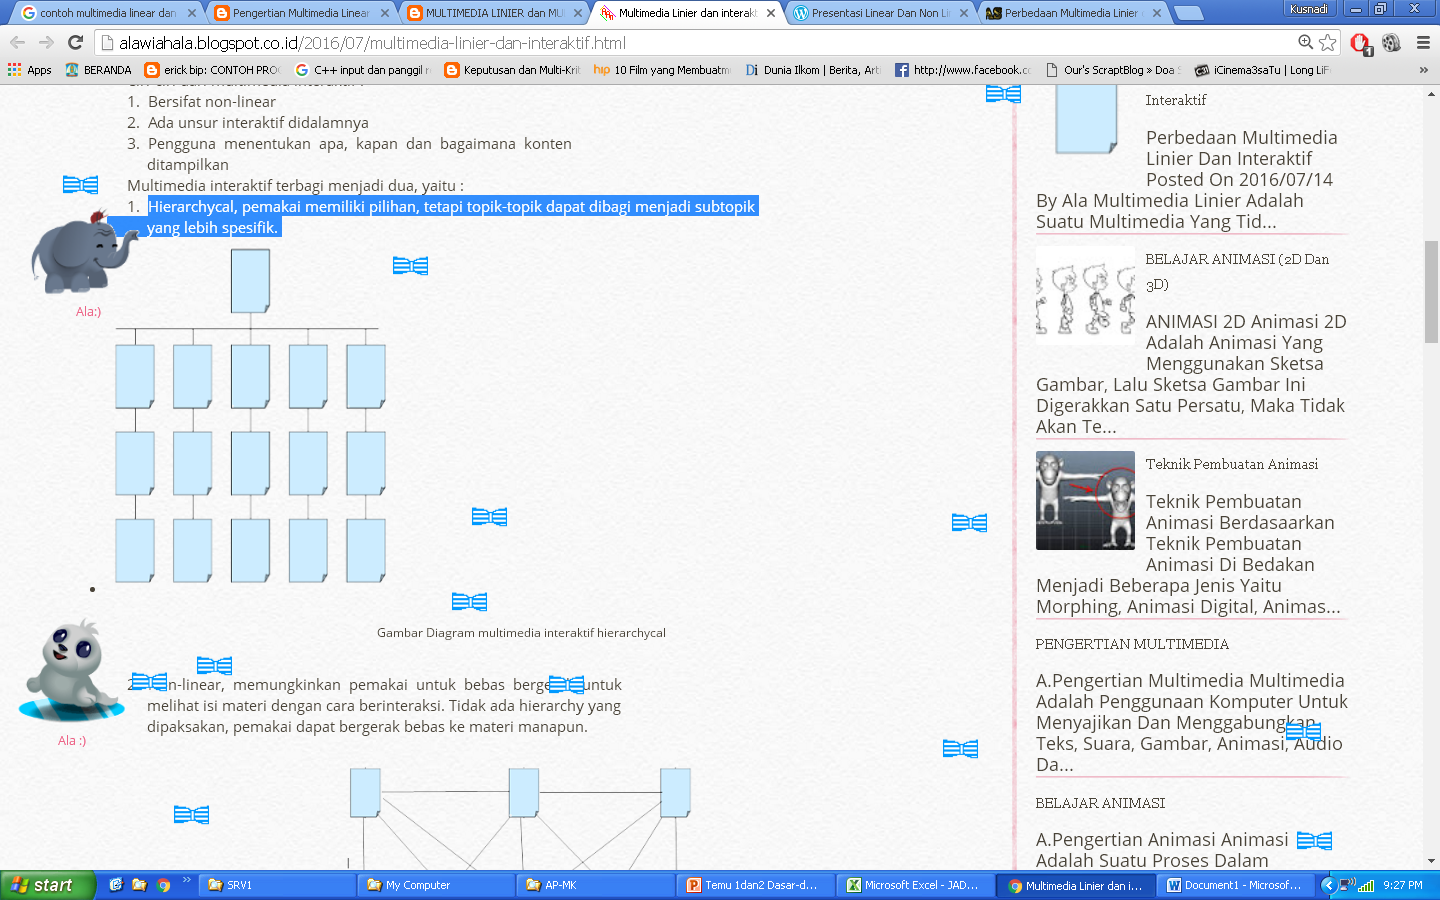 contoh multimedia linear dan
Pengertian Multimedia Linear
MULTIMEDIA LINIER dan MU
Multimedia Linier dan interakt
Presentasi Linear Dan Non Lin
Perbedaan Multimedia Linier
Kusnadi
alawiahala.blogspot.co.id/2016/07/multimedia-linier-dan-interaktif.html
Apps
BERANDA
erick bip: CONTOH PRO
C++ input dan panggil
Keputusan dan Multi-Krit
hip 10 Film yang Membuatm
Di Dunia Ilkom | Berita, Art
http://www.facebook.co
Our's ScraptBlog » Doa S
iCinema3saTu | Long LiF
»
1. Bersifat non-linear
2. Ada unsur interaktif didalamnya
3. Pengguna menentukan apa, kapan dan bagaimana konten
ditampilkan
Multimedia interaktif terbagi menjadi dua, yaitu :
1. Hierarchycal, pemakai memiliki pilihan, tetapi topik-topik dapat dibagi menjadi subtopik
yang lebih spesifik.
Ala:)
Gambar Diagram multimedia interaktif hierarchycal
memungkinkan pemakai untuk bebas untuk
melihat isi materi dengan cara berinteraksi. Tidak ada hierarchy yang
dipaksakan, pemakai dapat bergerak bebas ke materi manapun.
Ala :)
Interaktif
Perbedaan Multimedia
Linier Dan Interaktif
Posted On 2016/07/14
By Ala Multimedia Linier Adalah
Suatu Multimedia Yang Tid...
BELAJAR ANIMASI (2D Dan
3D)
ANIMASI 2D Animasi 2D
Adalah Animasi Yang
Menggunakan Sketsa
Gambar, Lalu Sketsa Gambar Ini
Digerakkan Satu Persatu, Maka Tidak
Akan Te...
Teknik Pembuatan Animasi
Teknik Pembuatan
Animasi Berdasaarkan
Teknik Pembuatan
Animasi Di Bedakan
Menjadi Beberapa Jenis Yaitu
Morphing, Animasi Digital, Animas...
PENGERTIAN MULTIMEDIA
A.Pengertian Multimedia Multimedia
Adalah Penggunaan Komputer Untuk
Menyajikan Dan Menggabungkan
Teks, Suara, Gambar, Animasi, Audio
Da...
BELAJAR ANIMASI
A.Pengertian Animasi Animasi
Adalah Suatu Proses Dalam
start
»
SRV1
My Computer
AP-MK
Temu 1dan2 Dasar-d...
Microsoft Excel - JAD...
Multimedia Linier dan i...
Document1 - Microsof...
9:27 PM